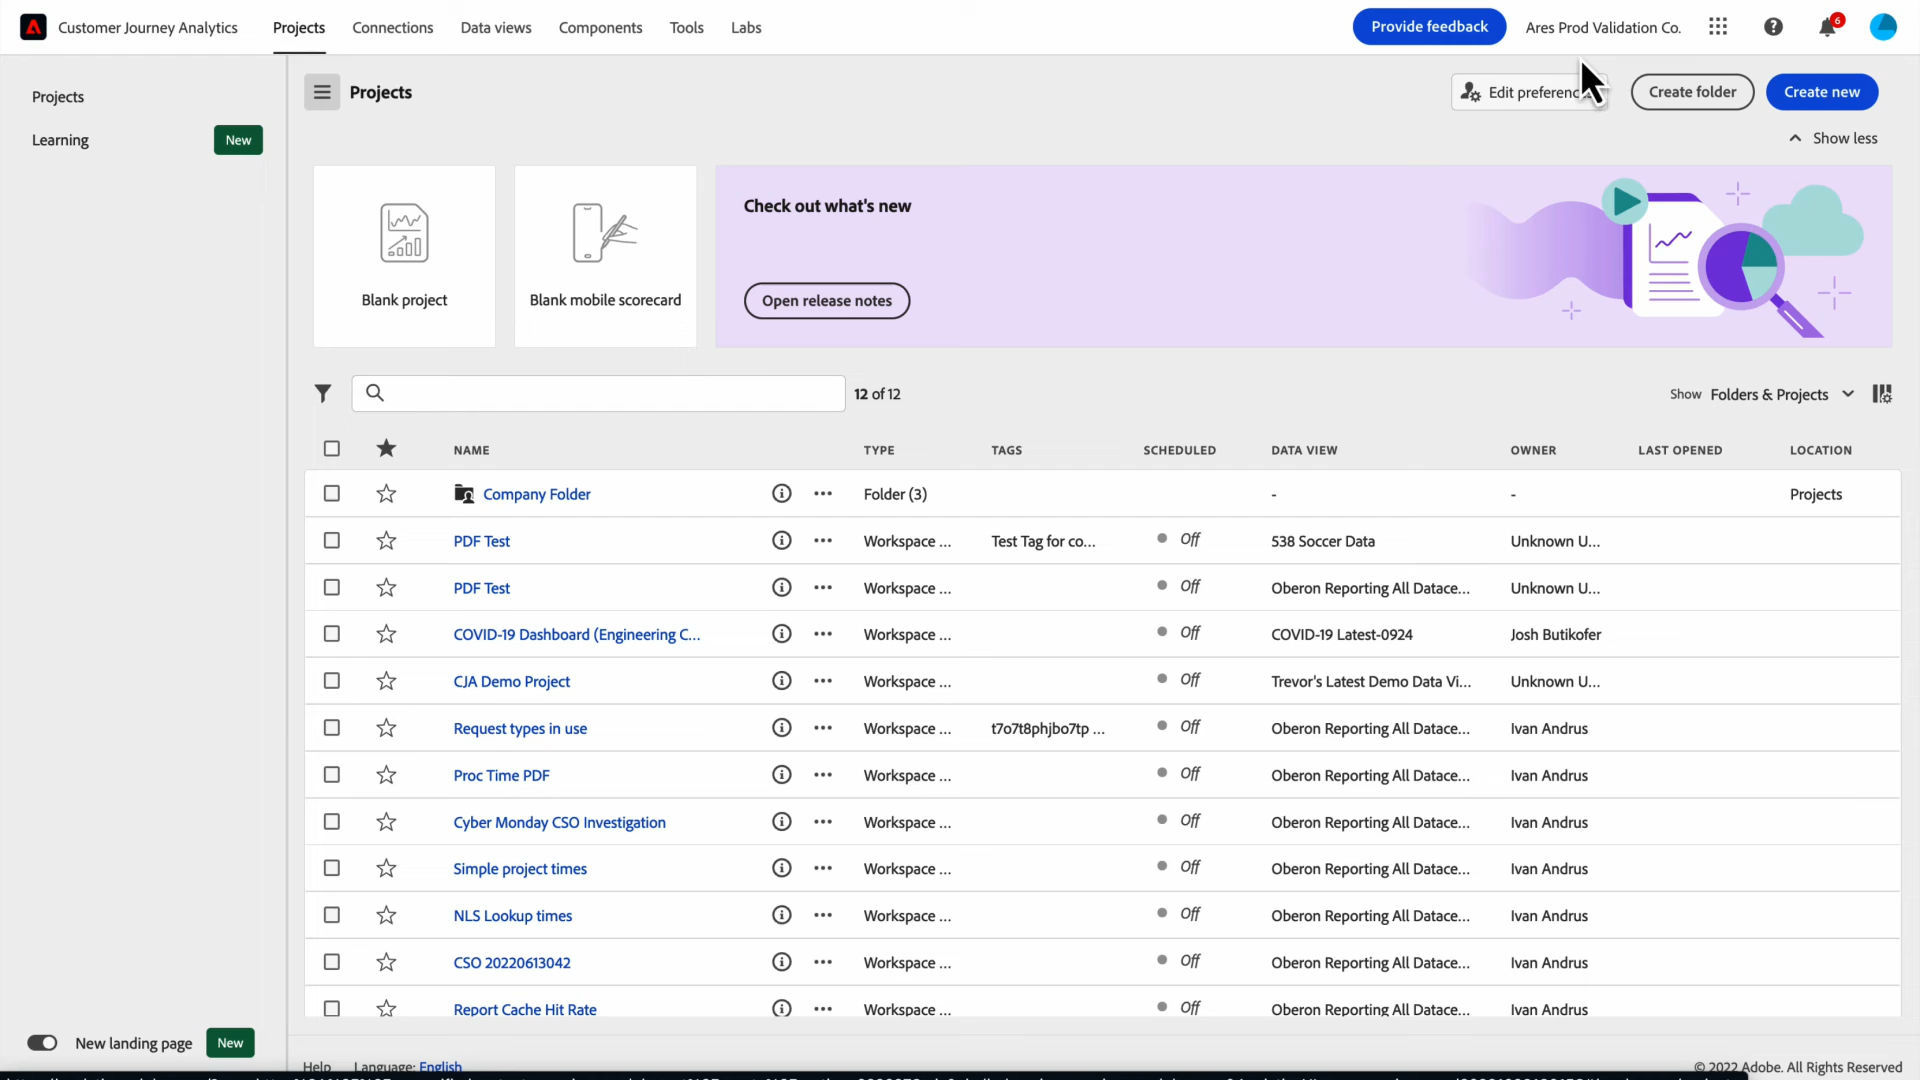 Customer Journey Analytics Projects Connections Data views Components Tools Labs Provide feedback Ares Prod Validation Co. 6
Projects
Learning New
Projects Edit Create folder Create new
Show less
Blank project
Blank mobile scorecard
Check out what's new
Open release notes
12 of 12 Show Folders & Projects
NAME TYPE TAGS SCHEDULED DATA VIEW OWNER LAST OPENED LOCATION
Company Folder Folder (3) - - Projects
PDF Test Workspace ... Test Tag for co... Off 538 Soccer Data Unknown U...
PDF Test Workspace ... Off Oberon Reporting All Datace... Unknown U...
COVID-19 Dashboard (Engineering C... Workspace ... Off COVID-19 Latest-0924 Josh Butikofer
CJA Demo Project Workspace ... Off Trevor's Latest Demo Data Vi... Unknown U...
Request types in use Workspace ... t7o7t8phjbo7tp ... Off Oberon Reporting All Datace... Ivan Andrus
Proc Time PDF Workspace ... Off Oberon Reporting All Datace... Ivan Andrus
Cyber Monday CSO Investigation Workspace ... Off Oberon Reporting All Datace... Ivan Andrus
Simple project times Workspace ... Off Oberon Reporting All Datace... Ivan Andrus
NLS Lookup times Workspace ... Off Oberon Reporting All Datace... Ivan Andrus
CSO 20220613042 Workspace ... Off Oberon Reporting All Datace... Ivan Andrus
Report Cache Hit Rate Workspace ... Off Oberon Reporting All Datace... Ivan Andrus
New landing page New
Help Language: English © 2022 Adobe. All Rights Reserved